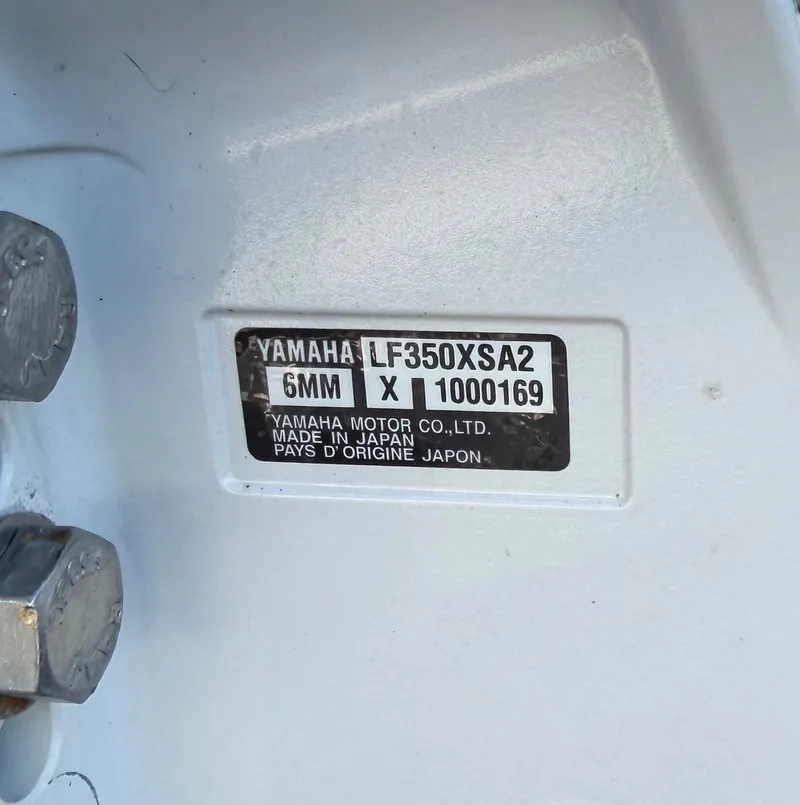 YAMAHA LF350XSA2
6MM X 1000169
YAMAHA MOTOR CO.,LTD.
MADE IN JAPAN
PAYS D'ORIGINE JAPON